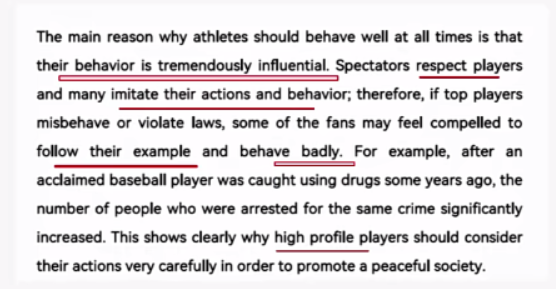 The main reason why athletes should behave well at all times is that
their behavior is tremendously influential. Spectators respect players
and many imitate their actions and behavior; therefore, if top players
misbehave or violate laws, some of the fans may feel compelled to
follow their example and behave badly. For example, after an
acclaimed baseball player was caught using drugs some years ago, the
number of people who were arrested for the same crime significantly
increased. This shows clearly why high profile players should consider
their actions very carefully in order to promote a peaceful society.